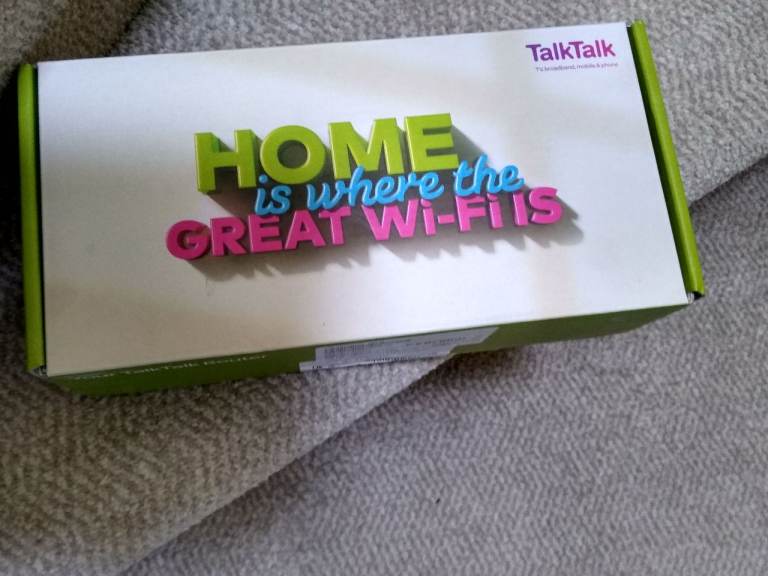 TalkTalk
TV, broadband, mobile & phone
HOME
is where the
GREAT Wi-Fi IS
Your TalkTalk Router